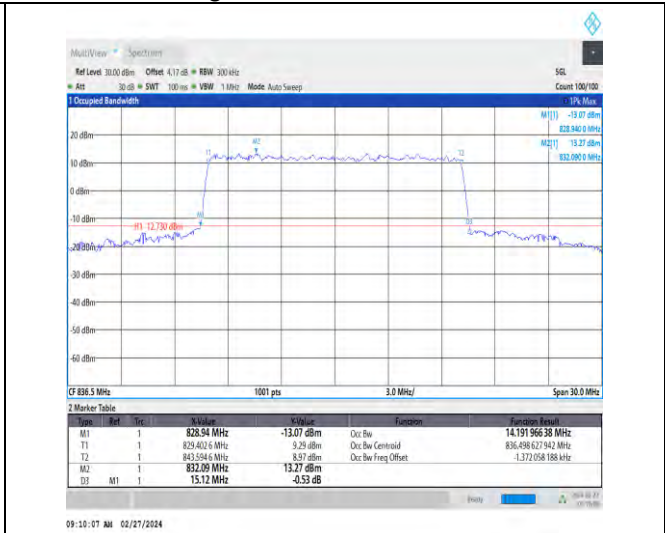 MultiView Spectrum
Ref Level 30.00 dBm Offset 4.17 dB RBW 300 kHz SGL
Att 30 dB SWT 100 ms VBW 1 MHz Mode Auto Sweep Count 100/100
1 Occupied Bandwidth 1Pk Max
M1[1] -13.07 dBm
828.940 0 MHz
M2[1] 13.27 dBm
832.090 0 MHz
20 dBm
M2
T1 T2
10 dBm
0 dBm
-10 dBm
M1
H1 -12.730 dBm
D3
-20 dBm
-30 dBm
-40 dBm
-50 dBm
-60 dBm
CF 836.5 MHz 1001 pts 3.0 MHz/ Span 30.0 MHz
2 Marker Table
Type Ref Trc X-Value Y-Value Function Function Result
M1 1 828.94 MHz -13.07 dBm Occ Bw 14.191 966 38 MHz
T1 1 829.402 6 MHz 9.29 dBm Occ Bw Centroid 836.498 627 942 MHz
T2 1 843.594 6 MHz 8.97 dBm Occ Bw Freq Offset -1.372 058 188 kHz
M2 1 832.09 MHz 13.27 dBm
D3 M1 1 15.12 MHz -0.53 dB
09:10:07 AM 02/27/2024